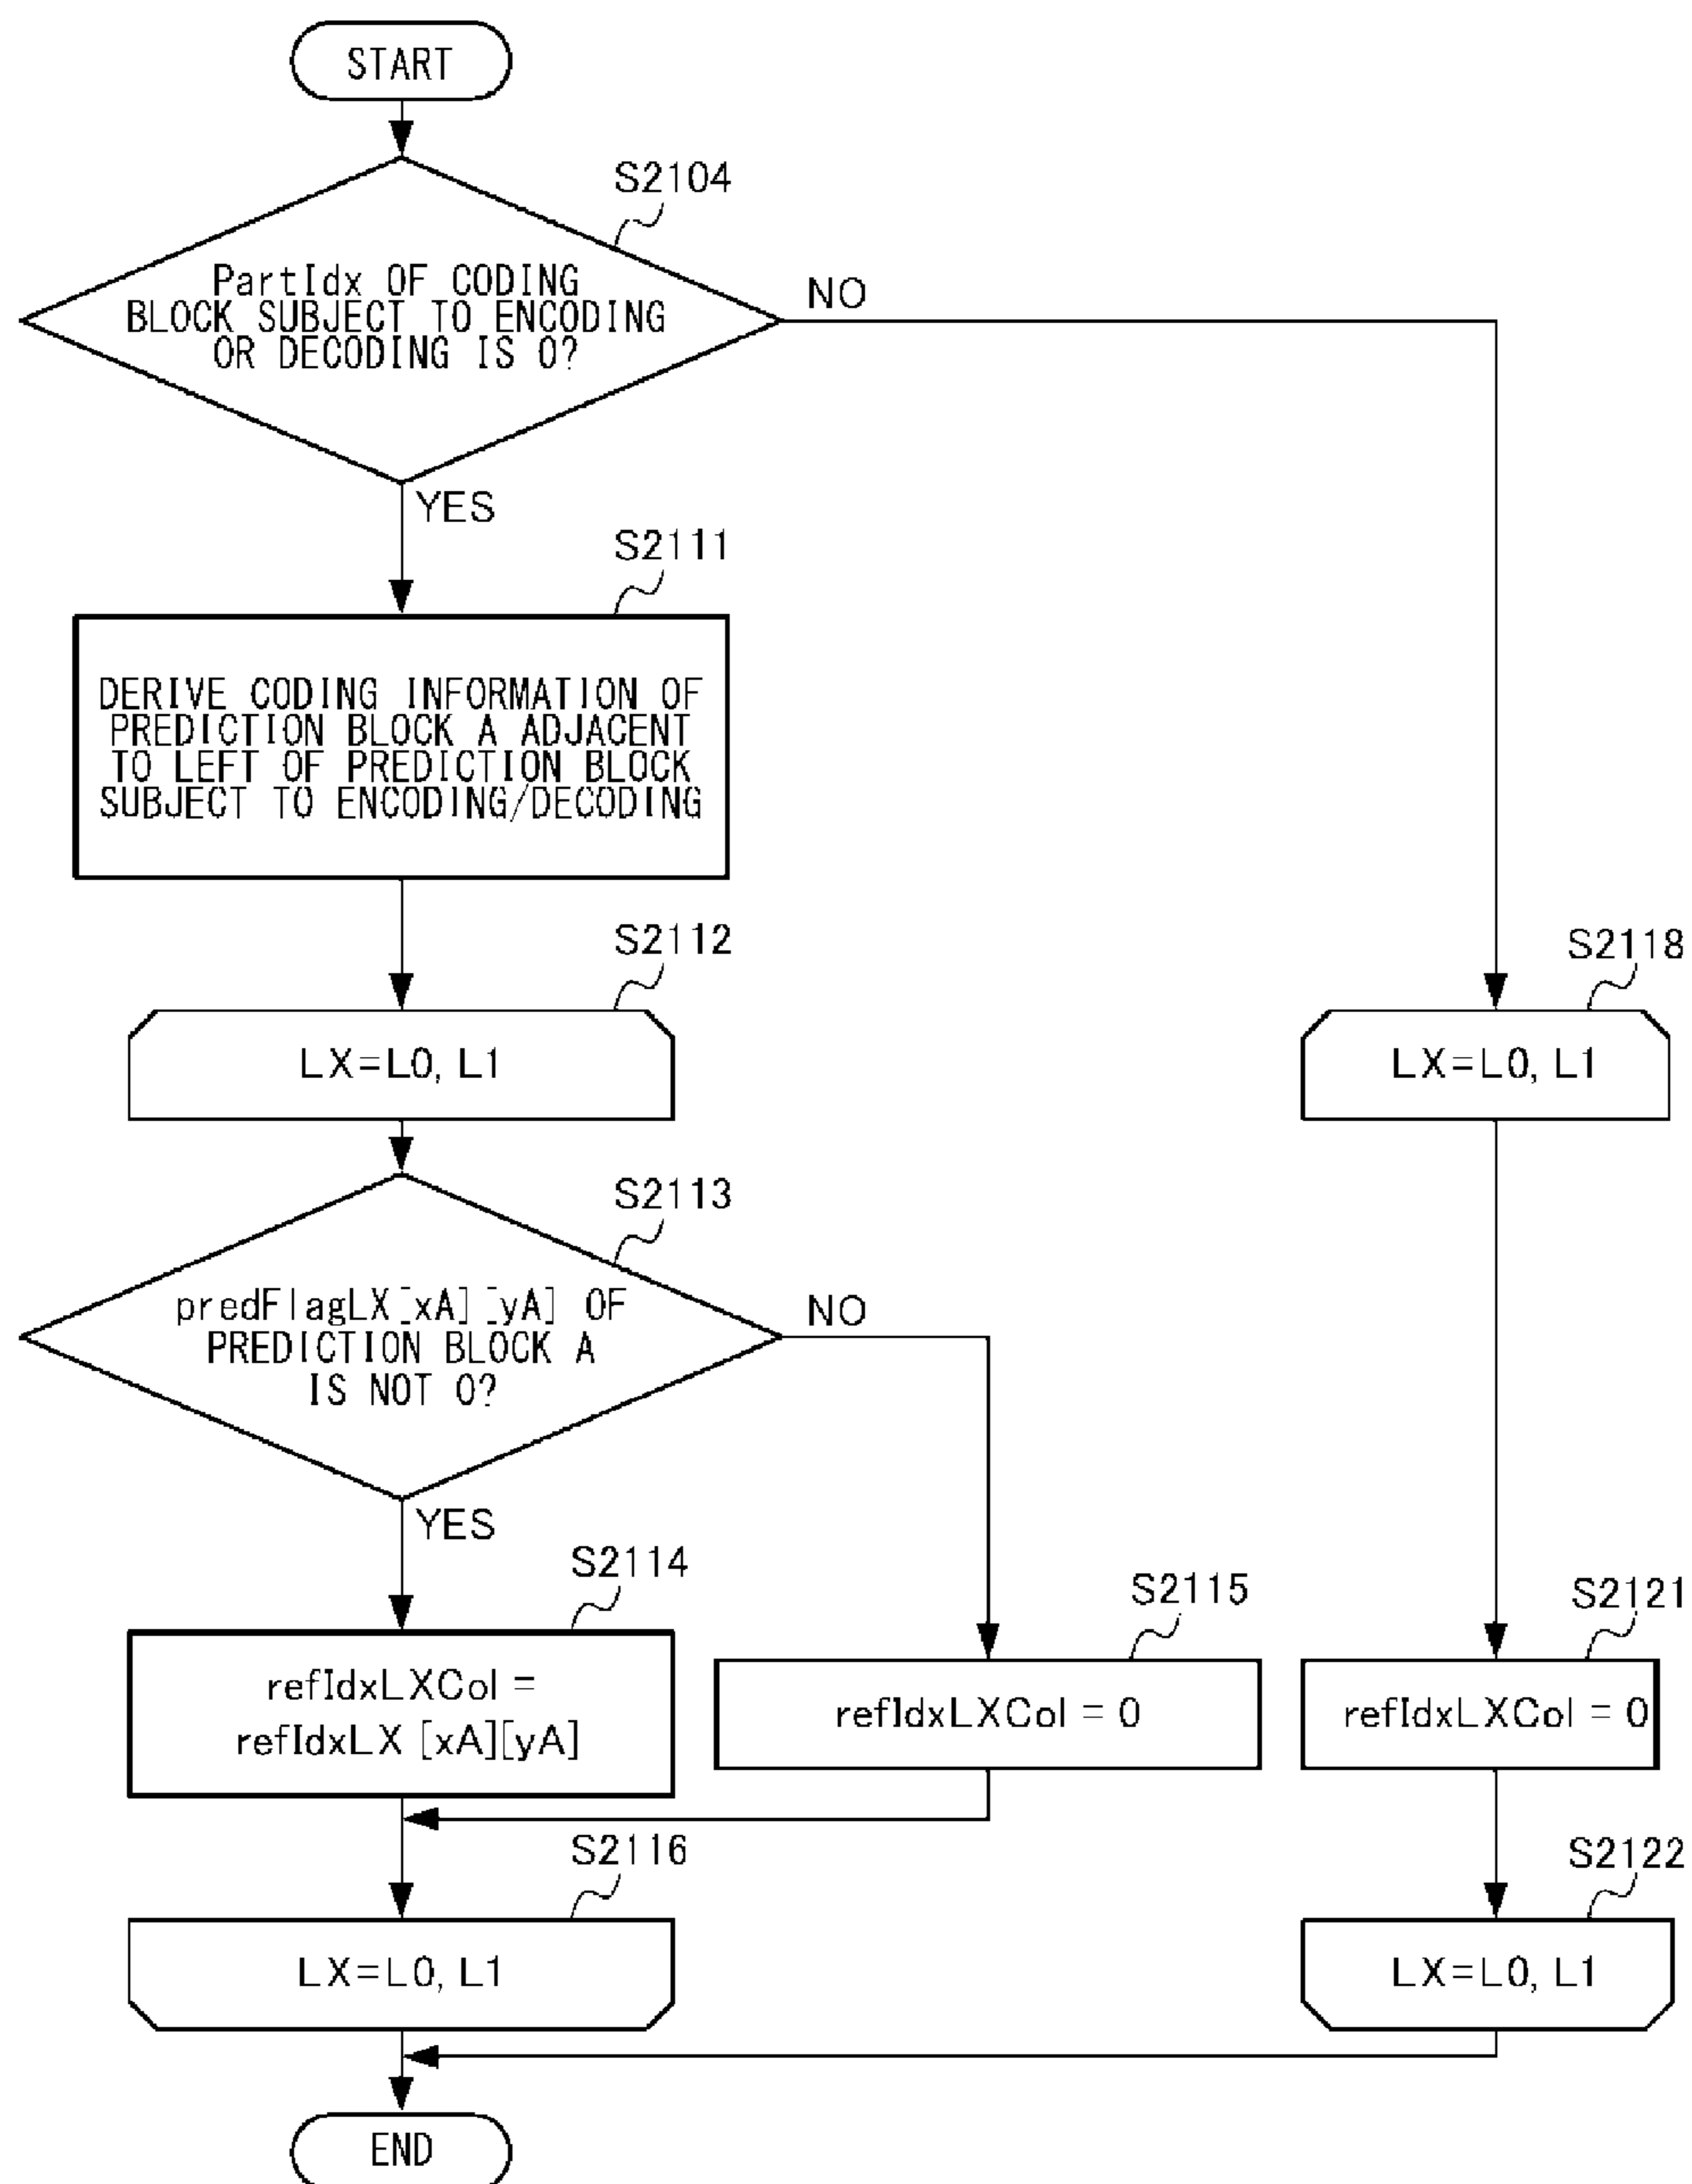 START
S2104
PartIdx OF CODING
BLOCK SUBJECT TO ENCODING
OR DECODING IS 0?
NO
YES
S2111
DERIVE CODING INFORMATION OF
PREDICTION BLOCK A ADJACENT
TO LEFT OF PREDICTION BLOCK
SUBJECT TO ENCODING/DECODING
S2112
LX=L0, L1
S2118
LX=L0, L1
S2113
predFlagLX[xA][yA] OF
PREDICTION BLOCK A
IS NOT 0?
NO
YES
S2114
refIdxLXCol =
refIdxLX [xA][yA]
S2115
refIdxLXCol = 0
S2121
refIdxLXCol = 0
S2116
LX=L0, L1
S2122
LX=L0, L1
END